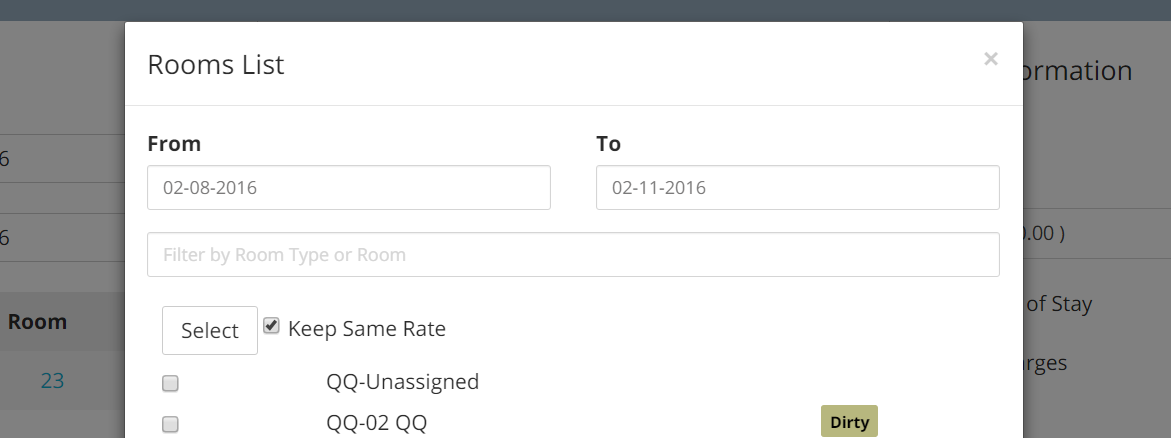 Rooms List
×
ormation
From
To
6
02-08-2016
02-11-2016
6
0.00 )
Filter by Room Type or Room
Room
Select
Keep Same Rate
of Stay
23
QQ-Unassigned
rges
QQ-02 QQ
Dirty